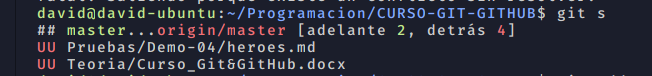 david@david-ubuntu:~/Programacion/CURSO-GIT-GITHUB$ git s
## master...origin/master [adelante 2, detrás 4]
UU Pruebas/Demo-04/heroes.md
UU Teoria/Curso_Git&GitHub.docx